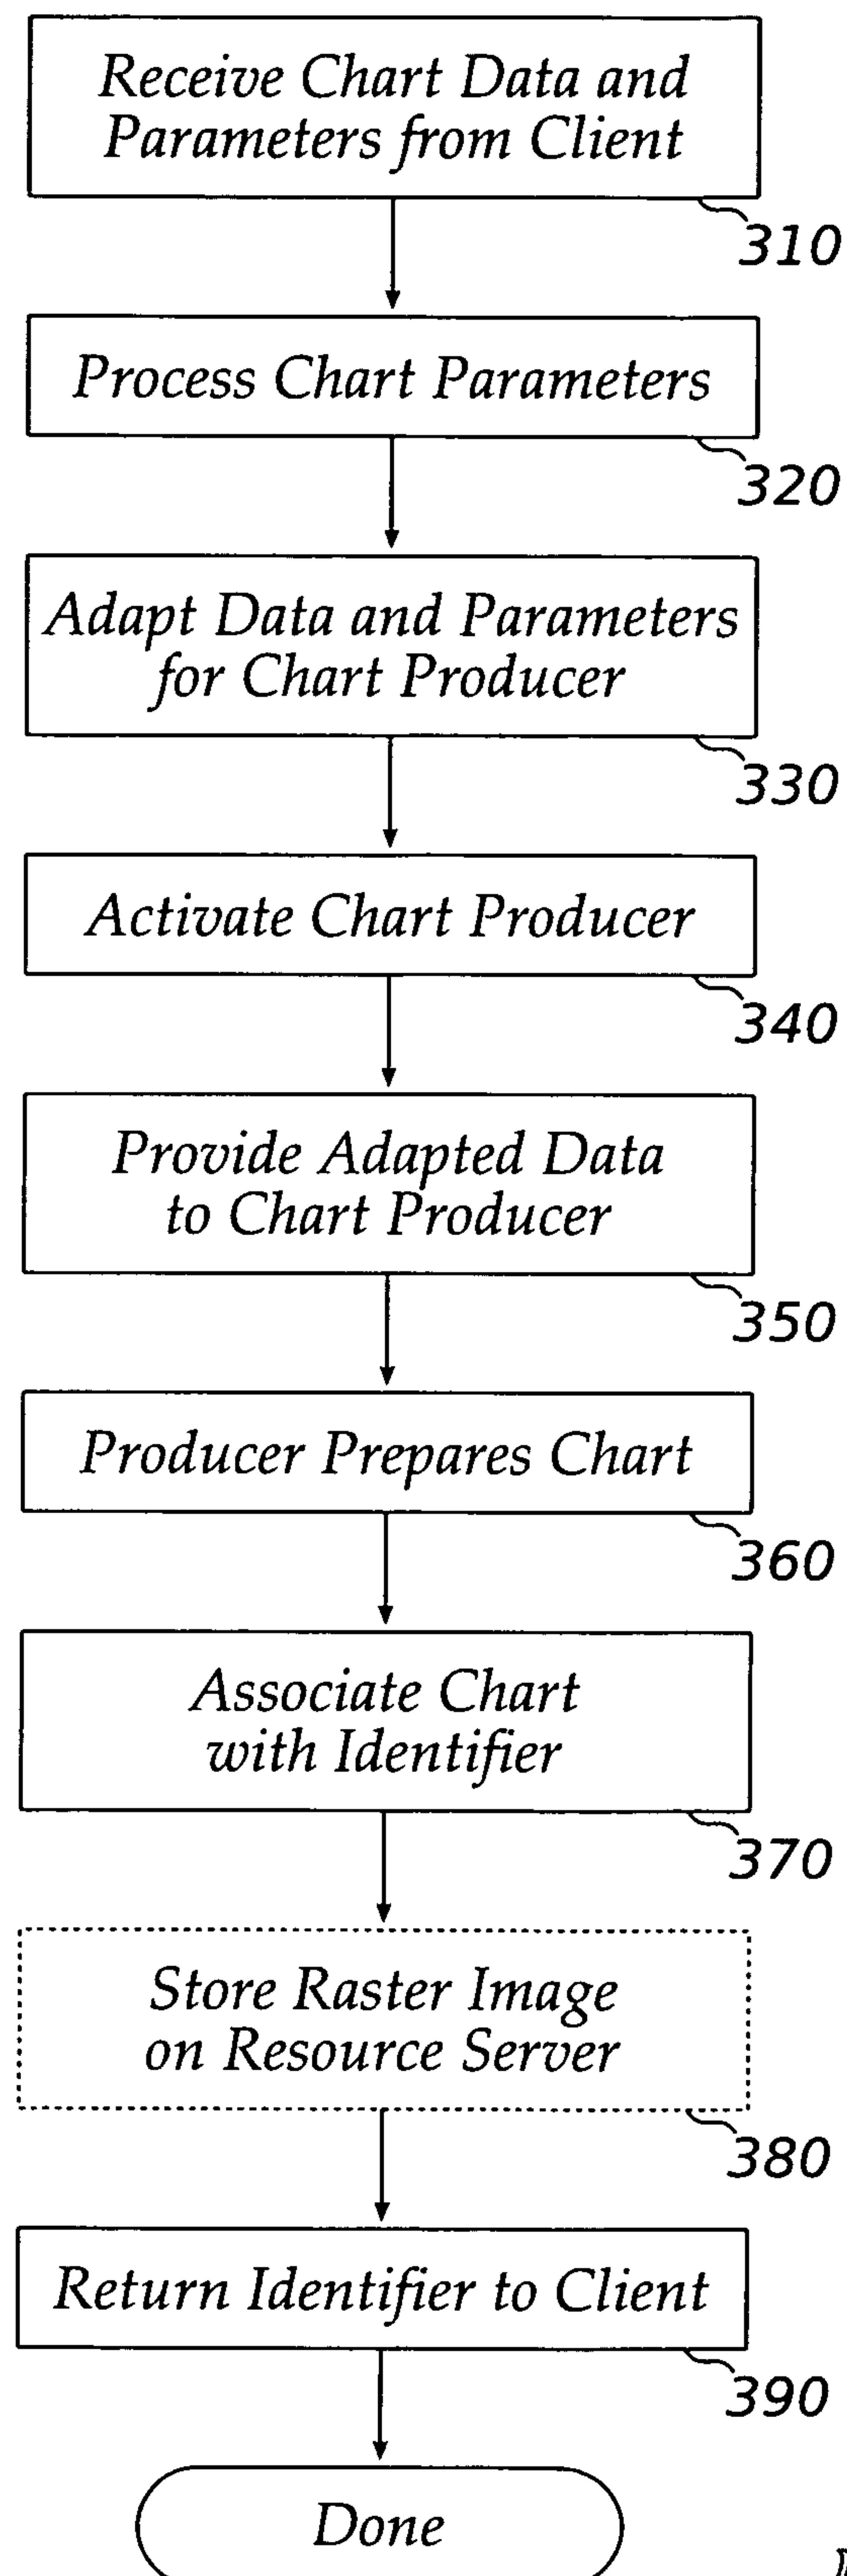 Receive Chart Data and
Parameters from Client
310
Process Chart Parameters
320
Adapt Data and Parameters
for Chart Producer
330
Activate Chart Producer
340
Provide Adapted Data
to Chart Producer
350
Producer Prepares Chart
360
Associate Chart
with Identifier
370
Store Raster Image
on Resource Server
380
Return Identifier to Client
390
Done